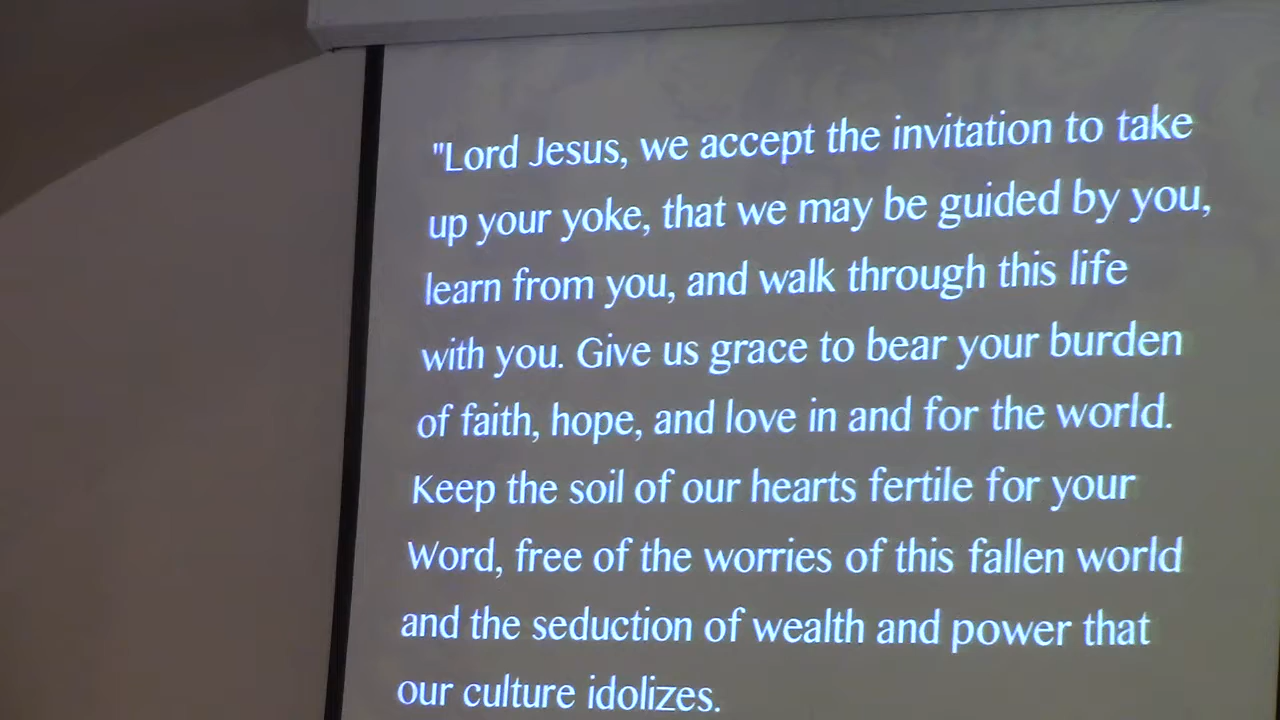 "Lord Jesus, we accept the invitation to take
up your yoke, that we may be guided by you,
learn from you, and walk through this life
with you. Give us grace to bear your burden
of faith, hope, and love in and for the world.
Keep the soil of our hearts fertile for your
Word, free of the worries of this fallen world
and the seduction of wealth and power that
our culture idolizes.